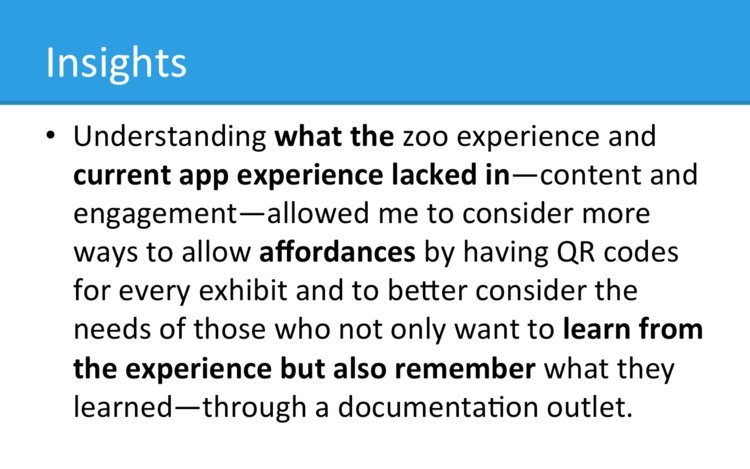 Insights
• Understanding what the zoo experience and
current app experience lacked in—content and
engagement—allowed me to consider more
ways to allow affordances by having QR codes
for every exhibit and to better consider the
needs of those who not only want to learn from
the experience but also remember what they
learned—through a documentation outlet.